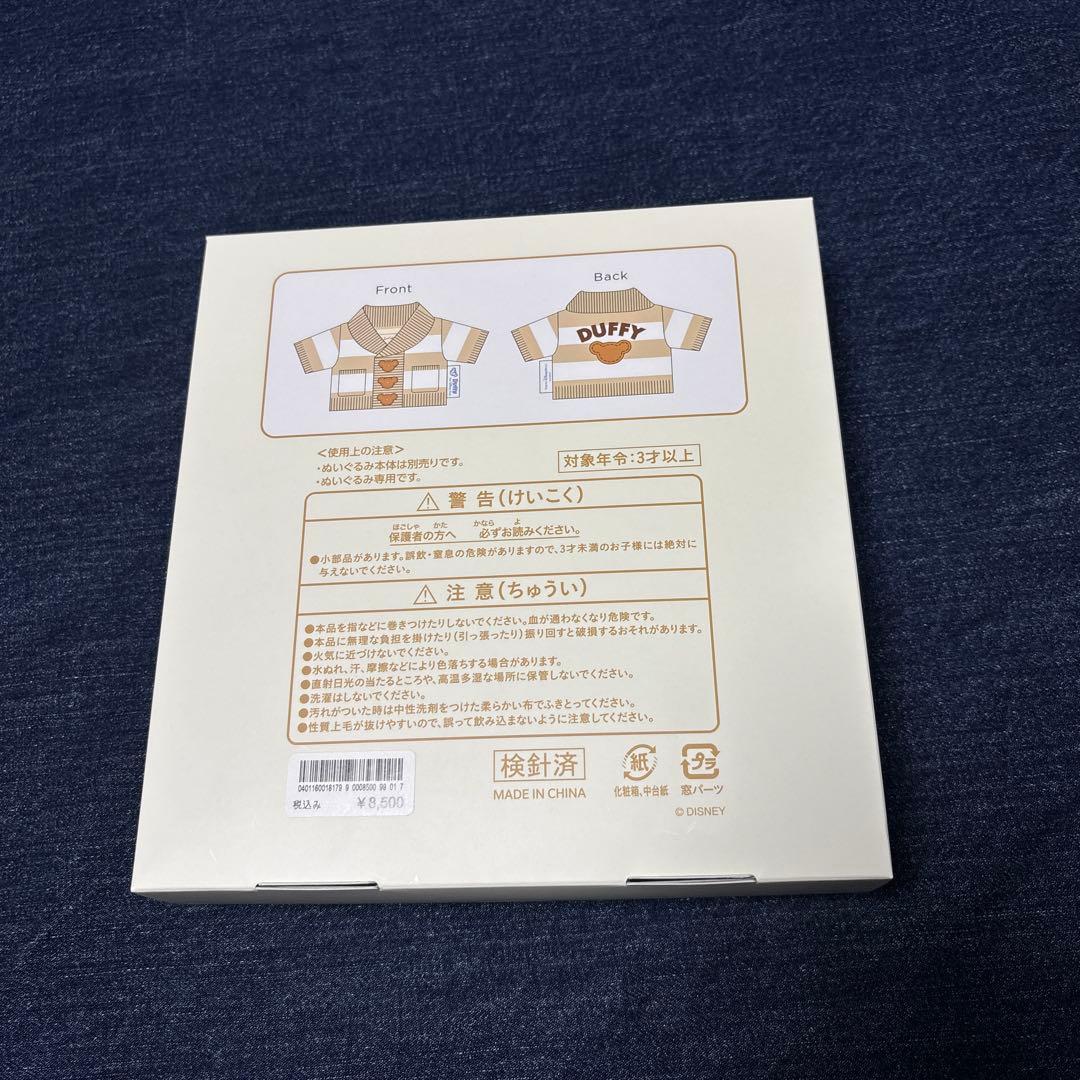 Front
Back
DUFFY
Duffy
＜使用上の注意＞
・ぬいぐるみ本体は別売りです。
・ぬいぐるみ専用です。
対象年令：3才以上
⚠ 警告（けいこく）
ほごしゃ かた かなら よ
保護者の方へ 必ずお読みください。
●小部品があります。誤飲・窒息の危険がありますので、3才未満のお子様には絶対に
与えないでください。
⚠ 注意（ちゅうい）
●本品を指などに巻きつけたりしないでください。血が通わなくなり危険です。
●本品に無理な負担を掛けたり（引っ張ったり）振り回すと破損するおそれがあります。
●火気に近づけないでください。
●水ぬれ、汗、摩擦などにより色落ちする場合があります。
●直射日光の当たるところや、高温多湿な場所に保管しないでください。
●洗濯はしないでください。
●汚れがついた時は中性洗剤をつけた柔らかい布でふきとってください。
●性質上毛が抜けやすいので、誤って飲み込まないように注意してください。
0401160018179 9 0008500 99 01 7
税込み ￥8,500
検針済
MADE IN CHINA
紙
化粧箱、中台紙
プラ
窓パーツ
© DISNEY